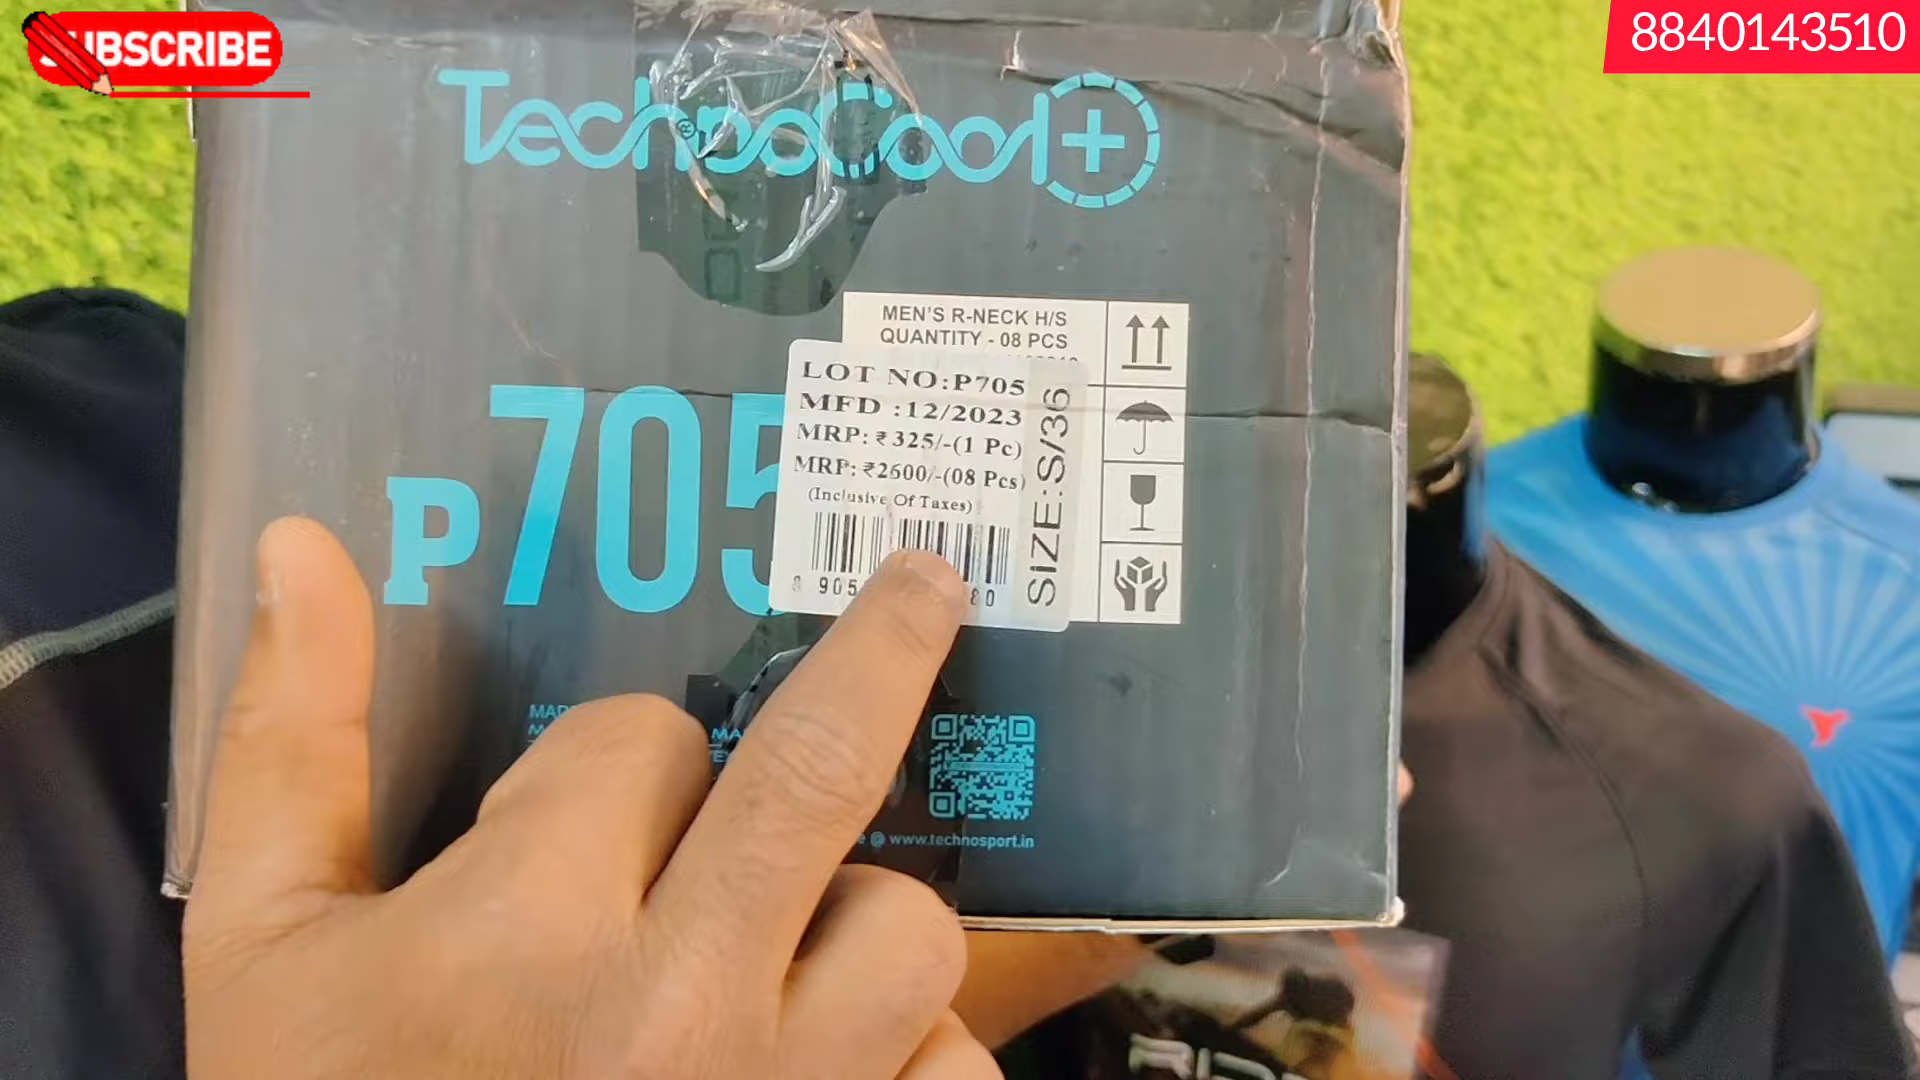 SUBSCRIBE
8840143510
TechnoCool+
MEN'S R-NECK H/S
QUANTITY - 08 PCS
LOT NO:P705
MFD :12/2023
MRP: ₹325/-(1 Pc)
MRP: ₹2600/-(08 Pcs)
(Inclusive Of Taxes)
SIZE:S/36
P705
@ www.technosport.in